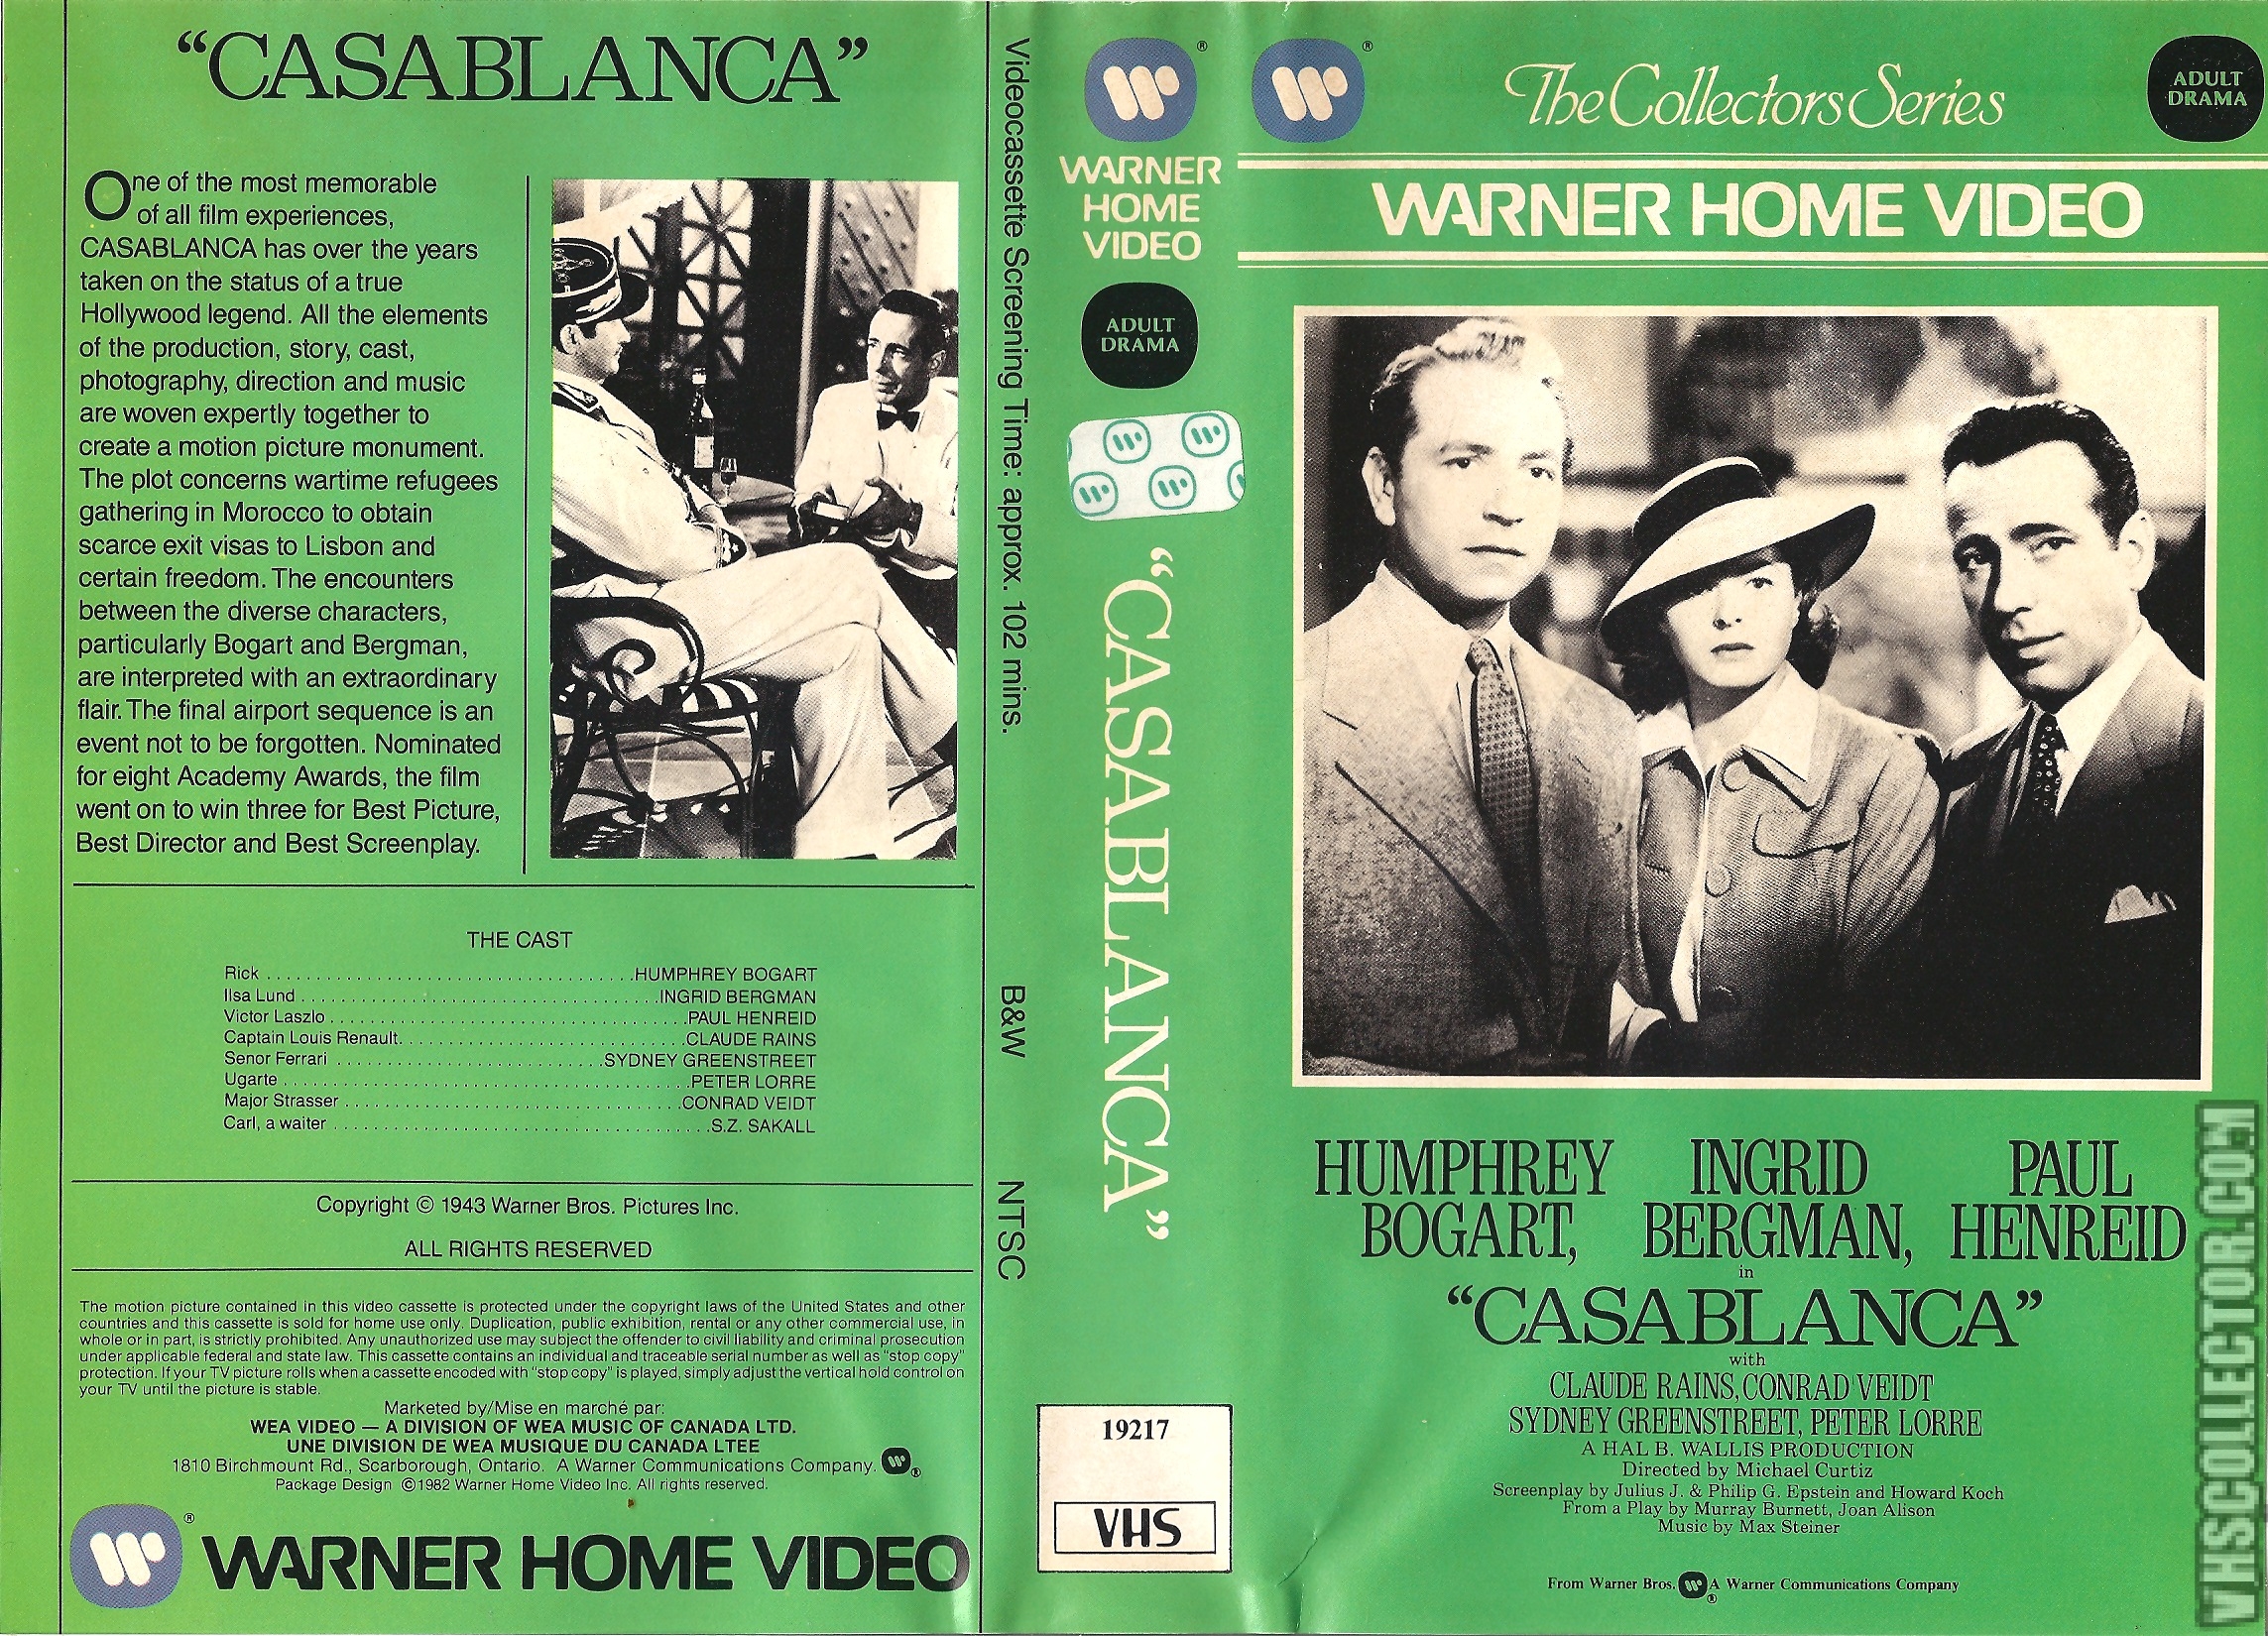 “CASABLANCA”
One of the most memorable
of all film experiences,
CASABLANCA has over the years
taken on the status of a true
Hollywood legend. All the elements
of the production, story, cast,
photography, direction and music
are woven expertly together to
create a motion picture monument.
The plot concerns wartime refugees
gathering in Morocco to obtain
scarce exit visas to Lisbon and
certain freedom. The encounters
between the diverse characters,
particularly Bogart and Bergman,
are interpreted with an extraordinary
flair. The final airport sequence is an
event not to be forgotten. Nominated
for eight Academy Awards, the film
went on to win three for Best Picture,
Best Director and Best Screenplay.
THE CAST
Rick . . . . . . . . . . . . . . . . . . . . HUMPHREY BOGART
Ilsa Lund . . . . . . . . . . . . . . . . . . . . INGRID BERGMAN
Victor Laszlo . . . . . . . . . . . . . . . . . . . . PAUL HENREID
Captain Louis Renault. . . . . . . . . . . . . . . . . . . . CLAUDE RAINS
Senor Ferrari . . . . . . . . . . . . . . . . . . . . SYDNEY GREENSTREET
Ugarte . . . . . . . . . . . . . . . . . . . . PETER LORRE
Major Strasser . . . . . . . . . . . . . . . . . . . . CONRAD VEIDT
Carl, a waiter . . . . . . . . . . . . . . . . . . . . S.Z. SAKALL
Copyright © 1943 Warner Bros. Pictures Inc.
ALL RIGHTS RESERVED
The motion picture contained in this video cassette is protected under the copyright laws of the United States and other
countries and this cassette is sold for home use only. Duplication, public exhibition, rental or any other commercial use, in
whole or in part, is strictly prohibited. Any unauthorized use may subject the offender to civil liability and criminal prosecution
under applicable federal and state law. This cassette contains an individual and traceable serial number as well as "stop copy"
protection. If your TV picture rolls when a cassette encoded with "stop copy" is played, simply adjust the vertical hold control on
your TV until the picture is stable.
Marketed by/Mise en marché par:
WEA VIDEO — A DIVISION OF WEA MUSIC OF CANADA LTD.
UNE DIVISION DE WEA MUSIQUE DU CANADA LTEE
1810 Birchmount Rd., Scarborough, Ontario. A Warner Communications Company. ®
Package Design ©1982 Warner Home Video Inc. All rights reserved.
® WARNER HOME VIDEO
Videocassette Screening Time: approx. 102 mins. B&W NTSC
®
WARNER
HOME
VIDEO
ADULT
DRAMA
“CASABLANCA”
19217
VHS
®
The Collectors Series
ADULT
DRAMA
WARNER HOME VIDEO
HUMPHREY INGRID PAUL
BOGART, BERGMAN, HENREID
in
“CASABLANCA”
with
CLAUDE RAINS, CONRAD VEIDT
SYDNEY GREENSTREET, PETER LORRE
A HAL B. WALLIS PRODUCTION
Directed by Michael Curtiz
Screenplay by Julius J. & Philip G. Epstein and Howard Koch
From a Play by Murray Burnett, Joan Alison
Music by Max Steiner
From Warner Bros. ® A Warner Communications Company
VHSCOLLECTOR.COM